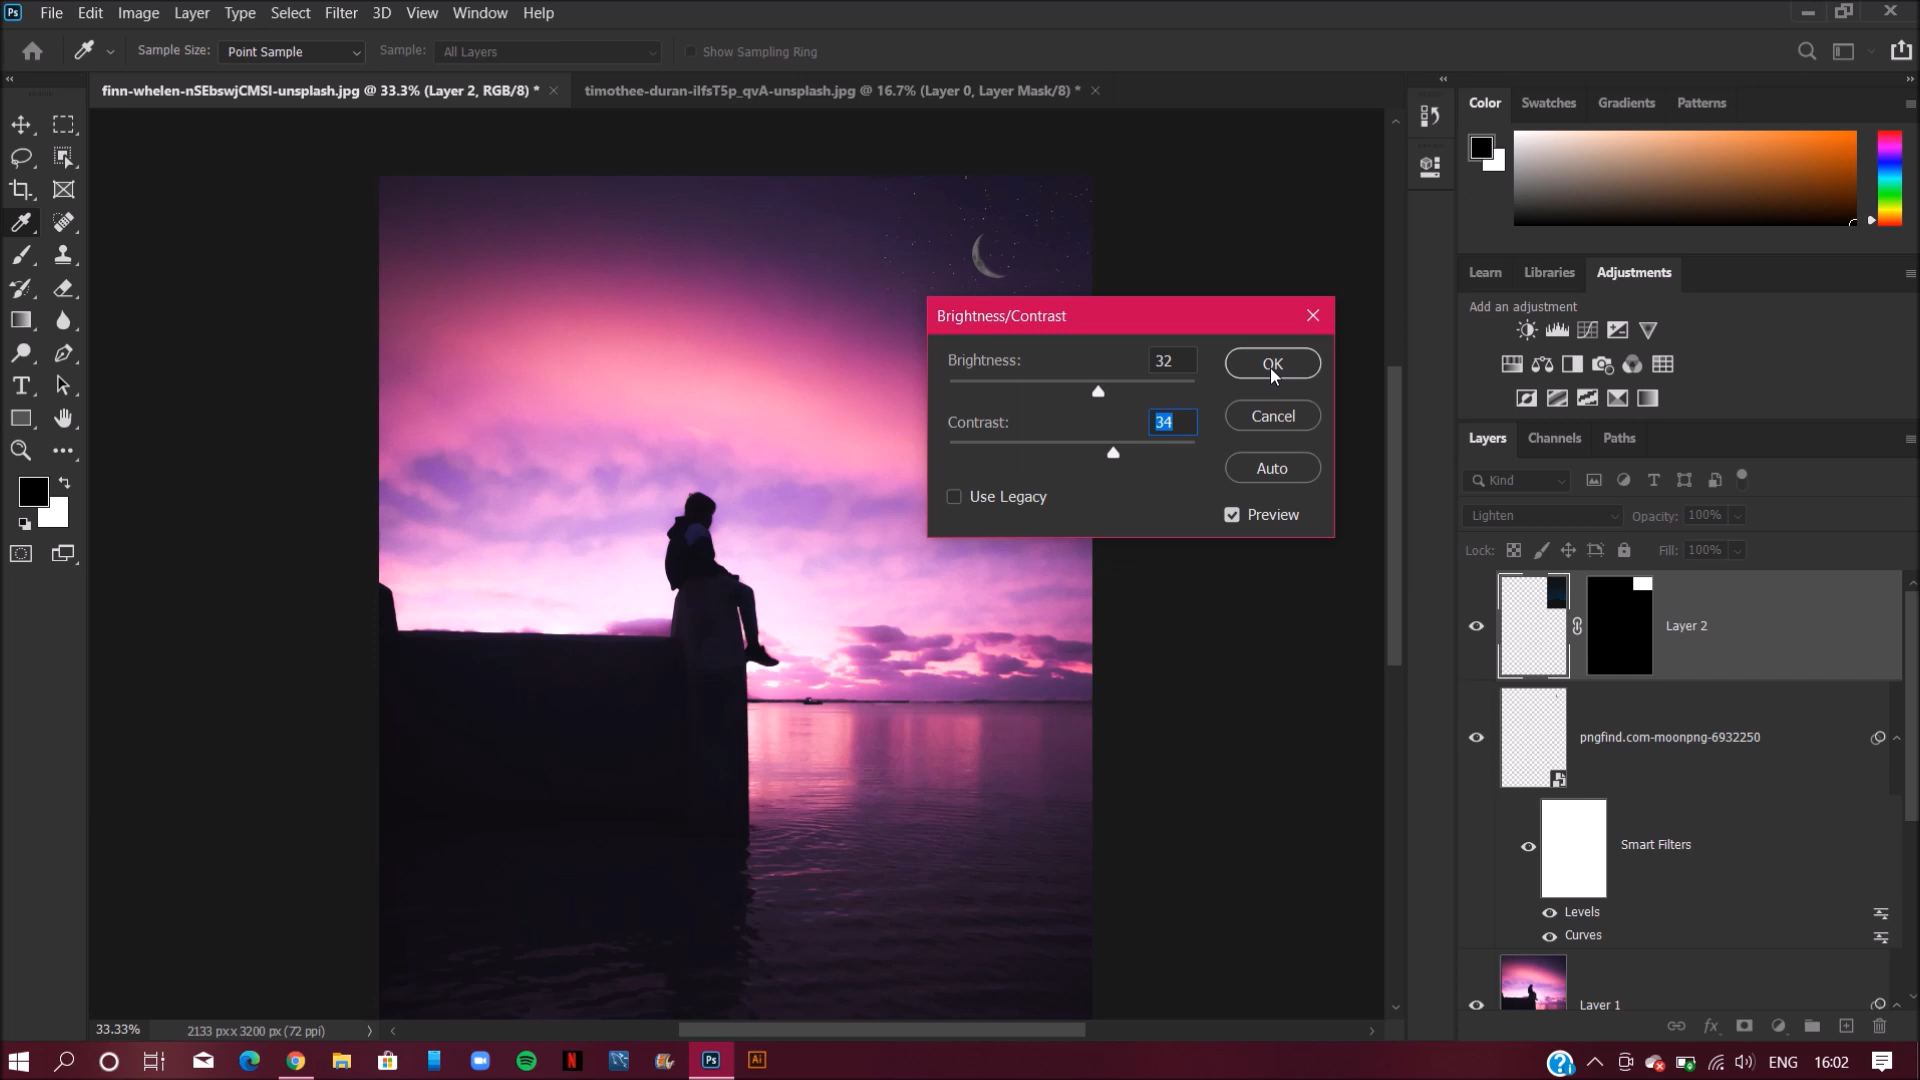 Ps File Edit Image Layer Type Select Filter 3D View Window Help
Sample Size: Point Sample Sample: All Layers Show Sampling Ring
finn-whelen-nSEbswjCMSI-unsplash.jpg @ 33.3% (Layer 2, RGB/8) * timothee-duran-ilfsT5p_qvA-unsplash.jpg @ 16.7% (Layer 0, Layer Mask/8) *
Color Swatches Gradients Patterns
Learn Libraries Adjustments
Add an adjustment
Brightness/Contrast
Brightness: 32
OK
Contrast: 34
Cancel
Auto
Use Legacy
Preview
Layers Channels Paths
Kind
Lighten Opacity: 100%
Lock: Fill: 100%
Layer 2
pngfind.com-moonpng-6932250
Smart Filters
Levels
Curves
Layer 1
33.33% 2133 px x 3200 px (72 ppi)
Ps Ai ENG 16:02